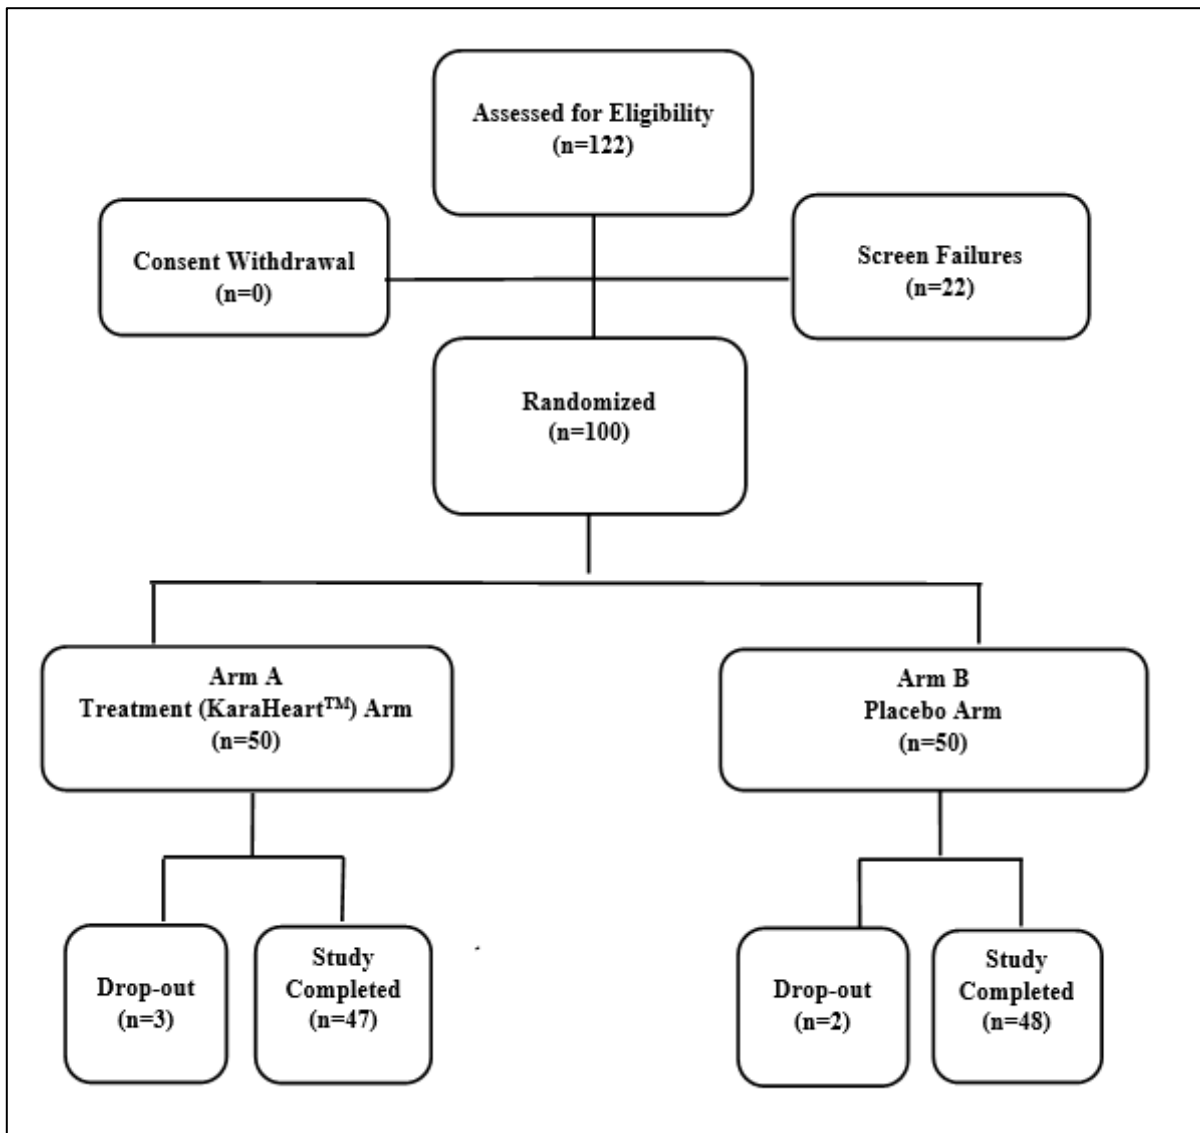 Assessed for Eligibility
(n=122)
Consent Withdrawal
(n=0)
Screen Failures
(n=22)
Randomized
(n=100)
Arm A
Treatment (KaraHeart™) Arm
(n=50)
Arm B
Placebo Arm
(n=50)
Drop-out
(n=3)
Study
Completed
(n=47)
Drop-out
(n=2)
Study
Completed
(n=48)